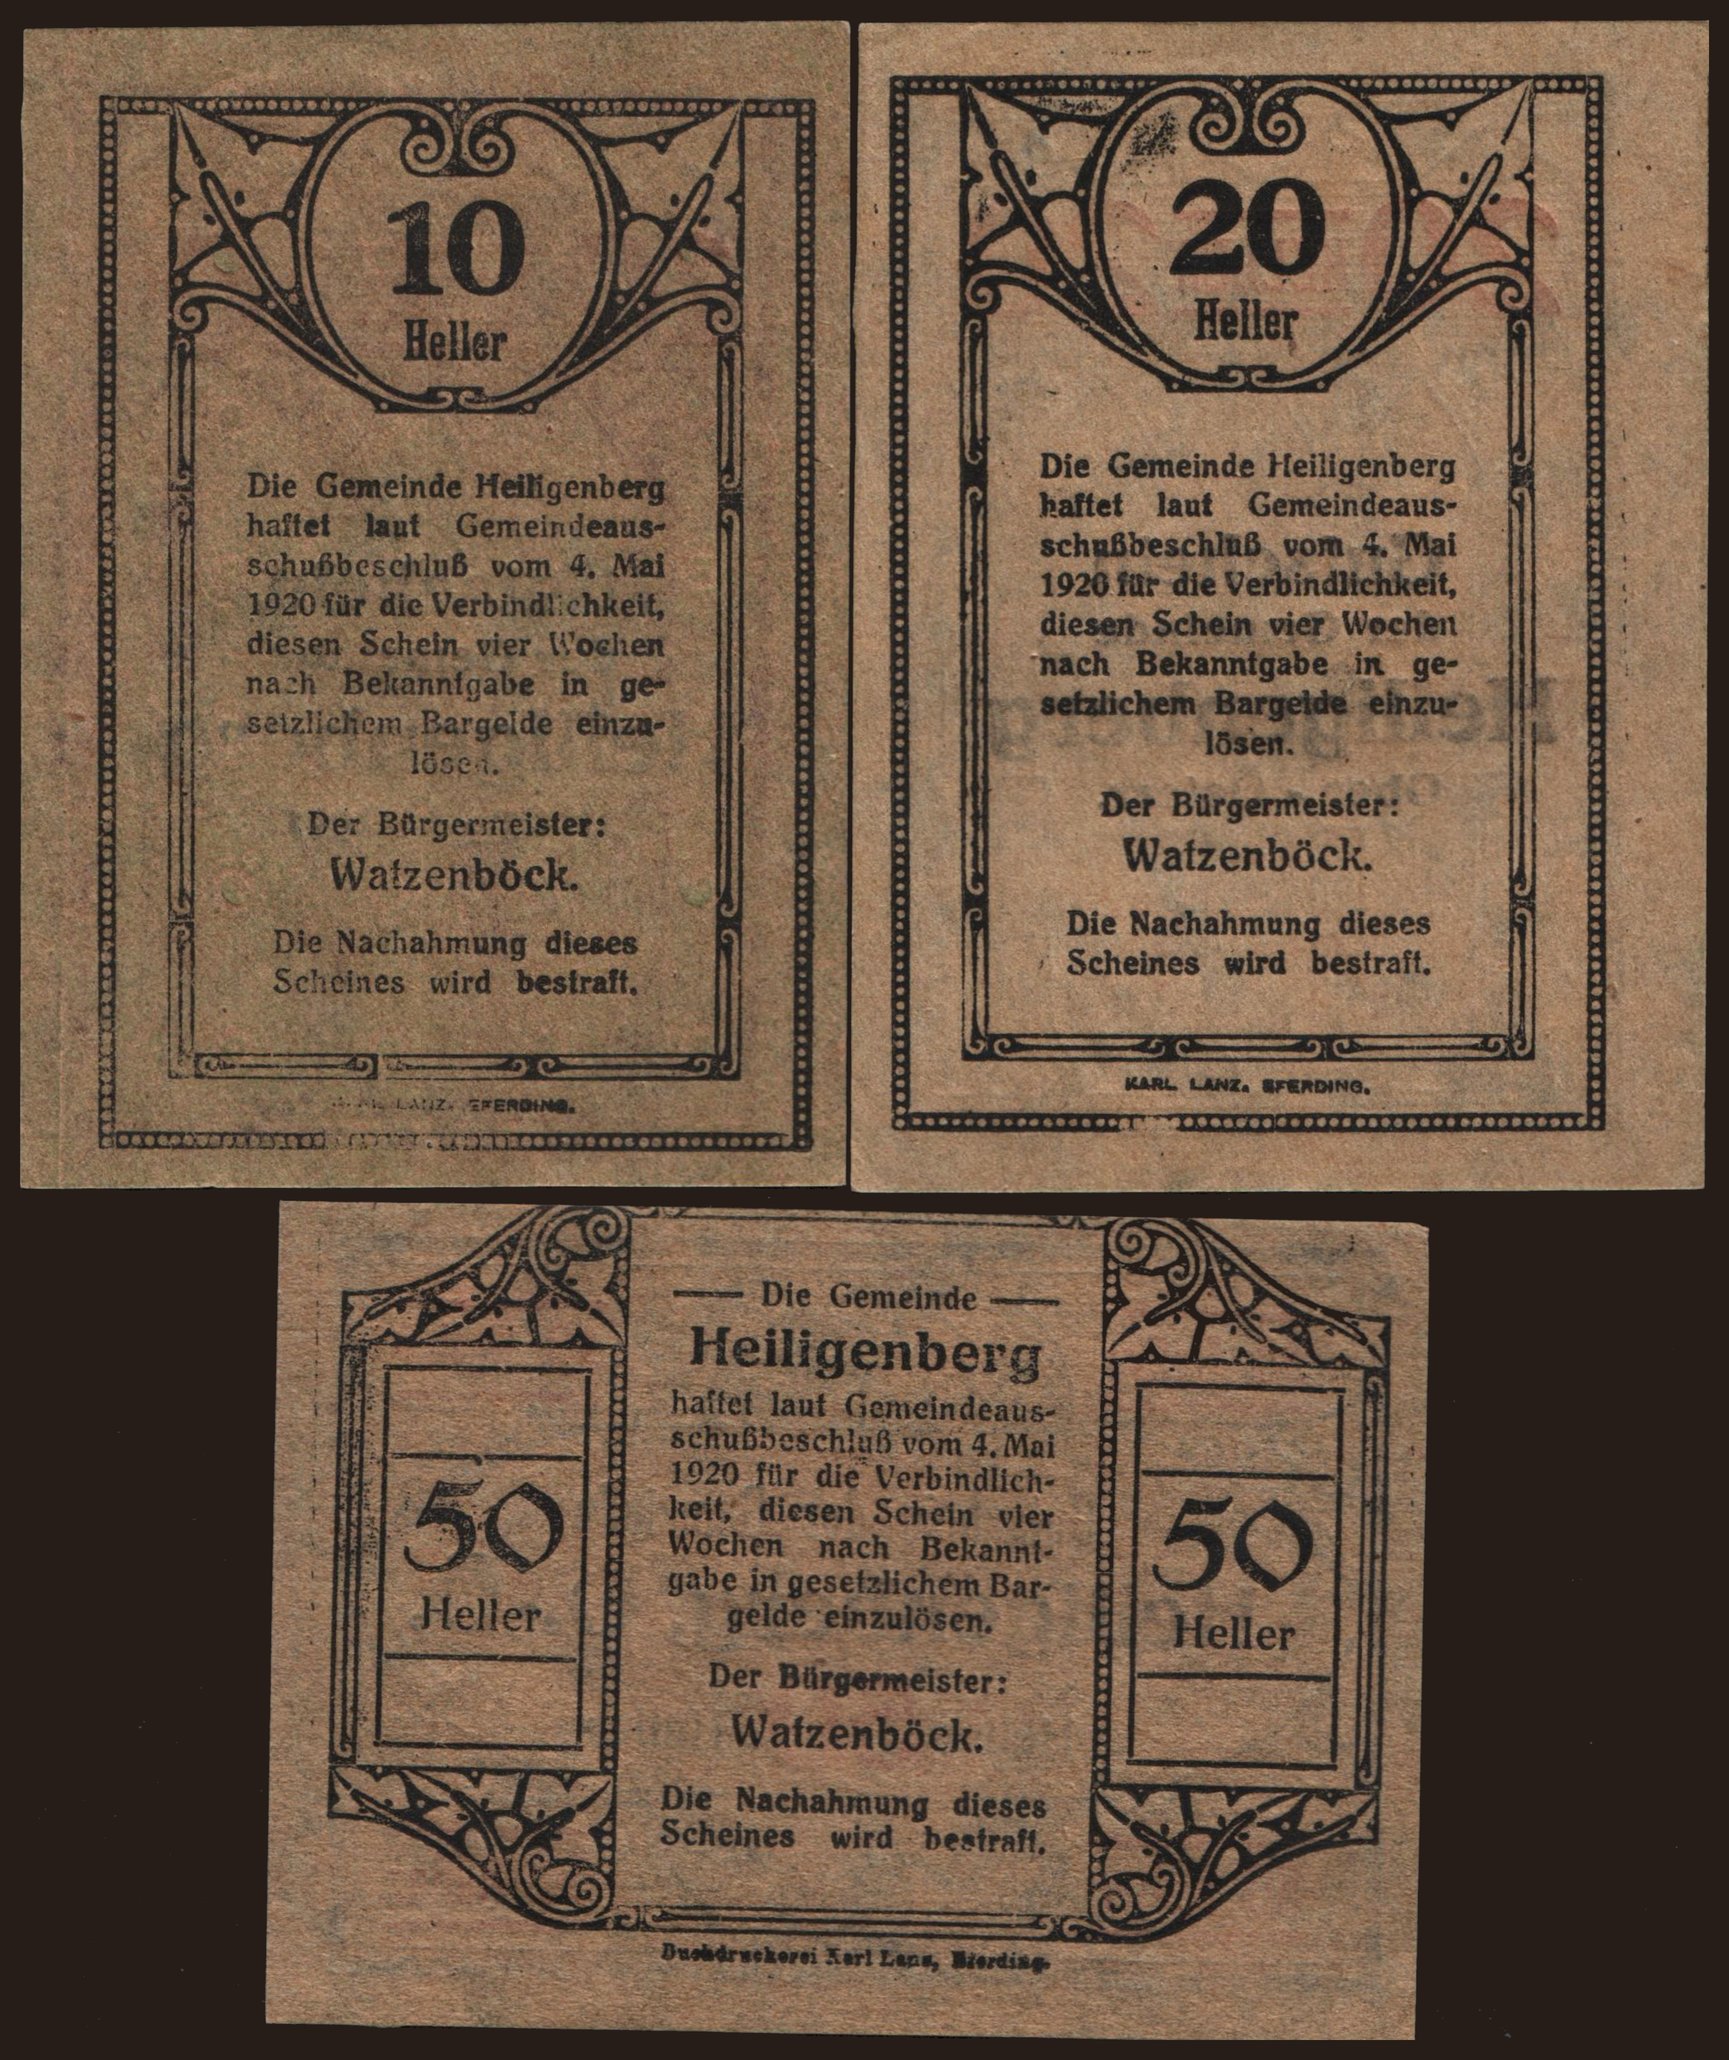 10
Heller
Die Gemeinde Heiligenberg
haftet laut Gemeindeaus-
schußbeschluß vom 4. Mai
1920 für die Verbindlichkeit,
diesen Schein vier Wochen
nach Bekanntgabe in ge-
setzlichem Bargelde einzu-
lösen.
Der Bürgermeister:
Watzenböck.
Die Nachahmung dieses
Scheines wird bestraft.
LANZ. EFERDING.
20
Heller
Die Gemeinde Heiligenberg
haftet laut Gemeindeaus-
schußbeschluß vom 4. Mai
1920 für die Verbindlichkeit,
diesen Schein vier Wochen
nach Bekanntgabe in ge-
setzlichem Bargelde einzu-
lösen.
Der Bürgermeister:
Watzenböck.
Die Nachahmung dieses
Scheines wird bestraft.
KARL LANZ. EFERDING.
50
Heller
Die Gemeinde
Heiligenberg
haftet laut Gemeindeaus-
schußbeschluß vom 4. Mai
1920 für die Verbindlich-
keit, diesen Schein vier
Wochen nach Bekannt-
gabe in gesetzlichem Bar-
gelde einzulösen.
Der Bürgermeister:
Watzenböck.
Die Nachahmung dieses
Scheines wird bestraft.
Buchdruckerei Karl Lanz, Eferding.
50
Heller